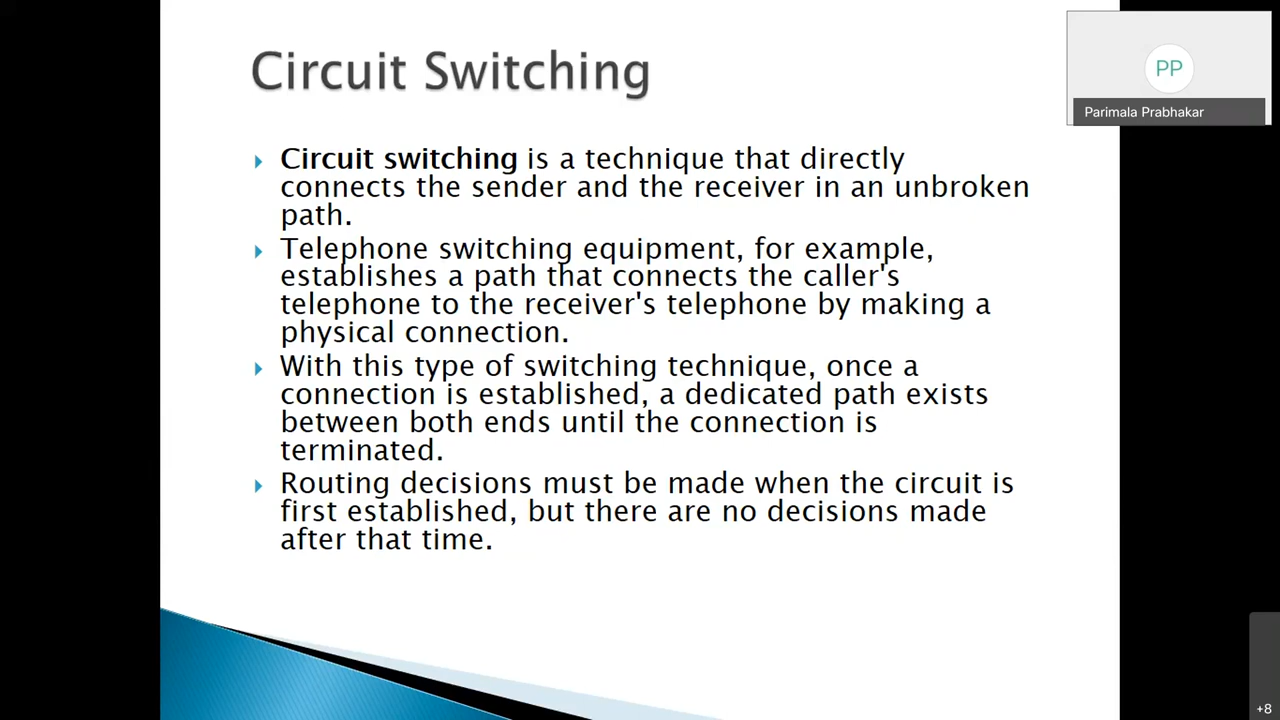 Circuit Switching
PP
Parimala Prabhakar
Circuit switching is a technique that directly
connects the sender and the receiver in an unbroken
path.
Telephone switching equipment, for example,
establishes a path that connects the caller's
telephone to the receiver's telephone by making a
physical connection.
With this type of switching technique, once a
connection is established, a dedicated path exists
between both ends until the connection is
terminated.
Routing decisions must be made when the circuit is
first established, but there are no decisions made
after that time.
+8